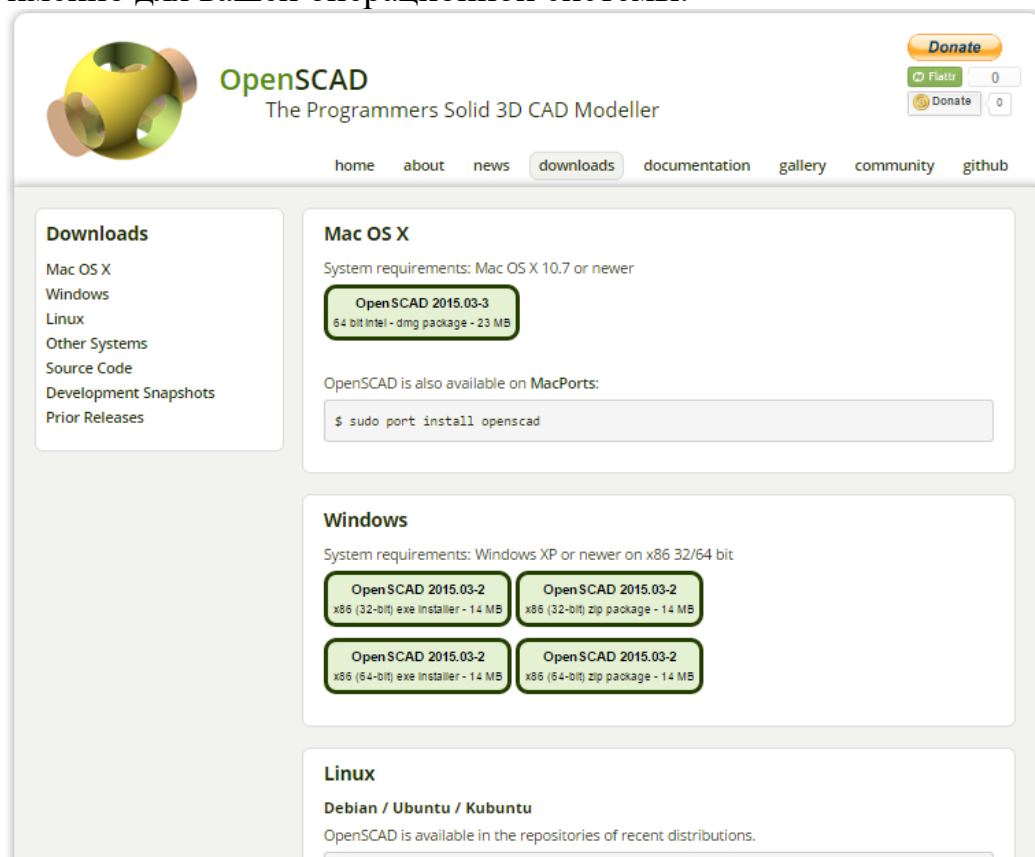 именно для вашей операционной системы.
Donate
Flattr 0
Donate 0
OpenSCAD
The Programmers Solid 3D CAD Modeller
home about news downloads documentation gallery community github
Downloads
Mac OS X
Windows
Linux
Other Systems
Source Code
Development Snapshots
Prior Releases
Mac OS X
System requirements: Mac OS X 10.7 or newer
OpenSCAD 2015.03-3
64 bit Intel - dmg package - 23 MB
OpenSCAD is also available on MacPorts:
$ sudo port install openscad
Windows
System requirements: Windows XP or newer on x86 32/64 bit
OpenSCAD 2015.03-2
x86 (32-bit) exe installer - 14 MB
OpenSCAD 2015.03-2
x86 (32-bit) zip package - 14 MB
OpenSCAD 2015.03-2
x86 (64-bit) exe installer - 14 MB
OpenSCAD 2015.03-2
x86 (64-bit) zip package - 14 MB
Linux
Debian / Ubuntu / Kubuntu
OpenSCAD is available in the repositories of recent distributions.